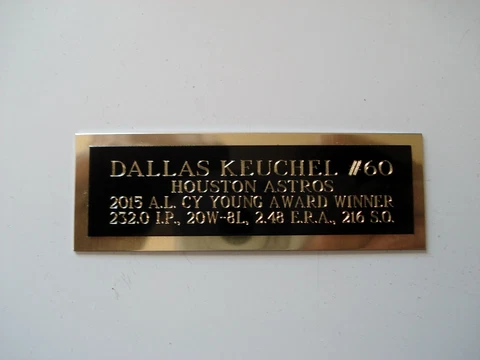 DALLAS KEUCHEL #60
HOUSTON ASTROS
2015 A.L. CY YOUNG AWARD WINNER
232.0 I.P., 20W-8L, 2.48 E.R.A., 216 S.O.